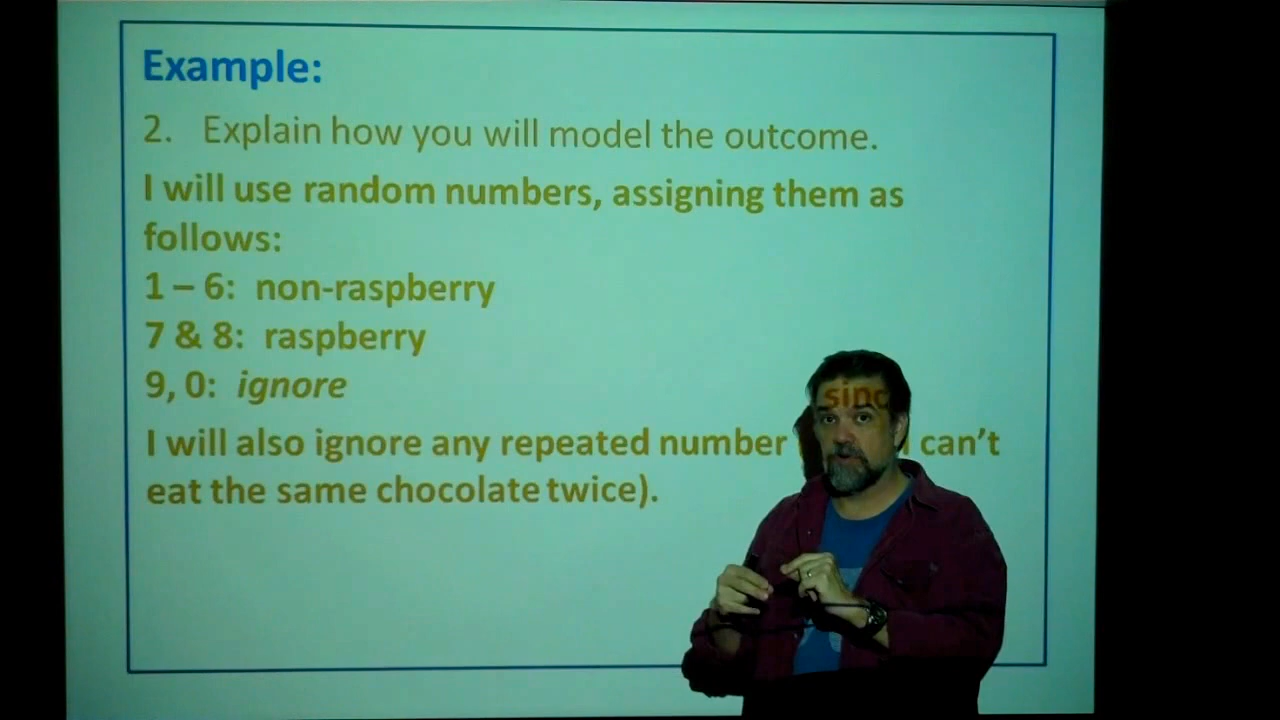 Example:
2. Explain how you will model the outcome.
I will use random numbers, assigning them as
follows:
1 – 6: non-raspberry
7 & 8: raspberry
9, 0: ignore
I will also ignore any repeated number can't
eat the same chocolate twice).